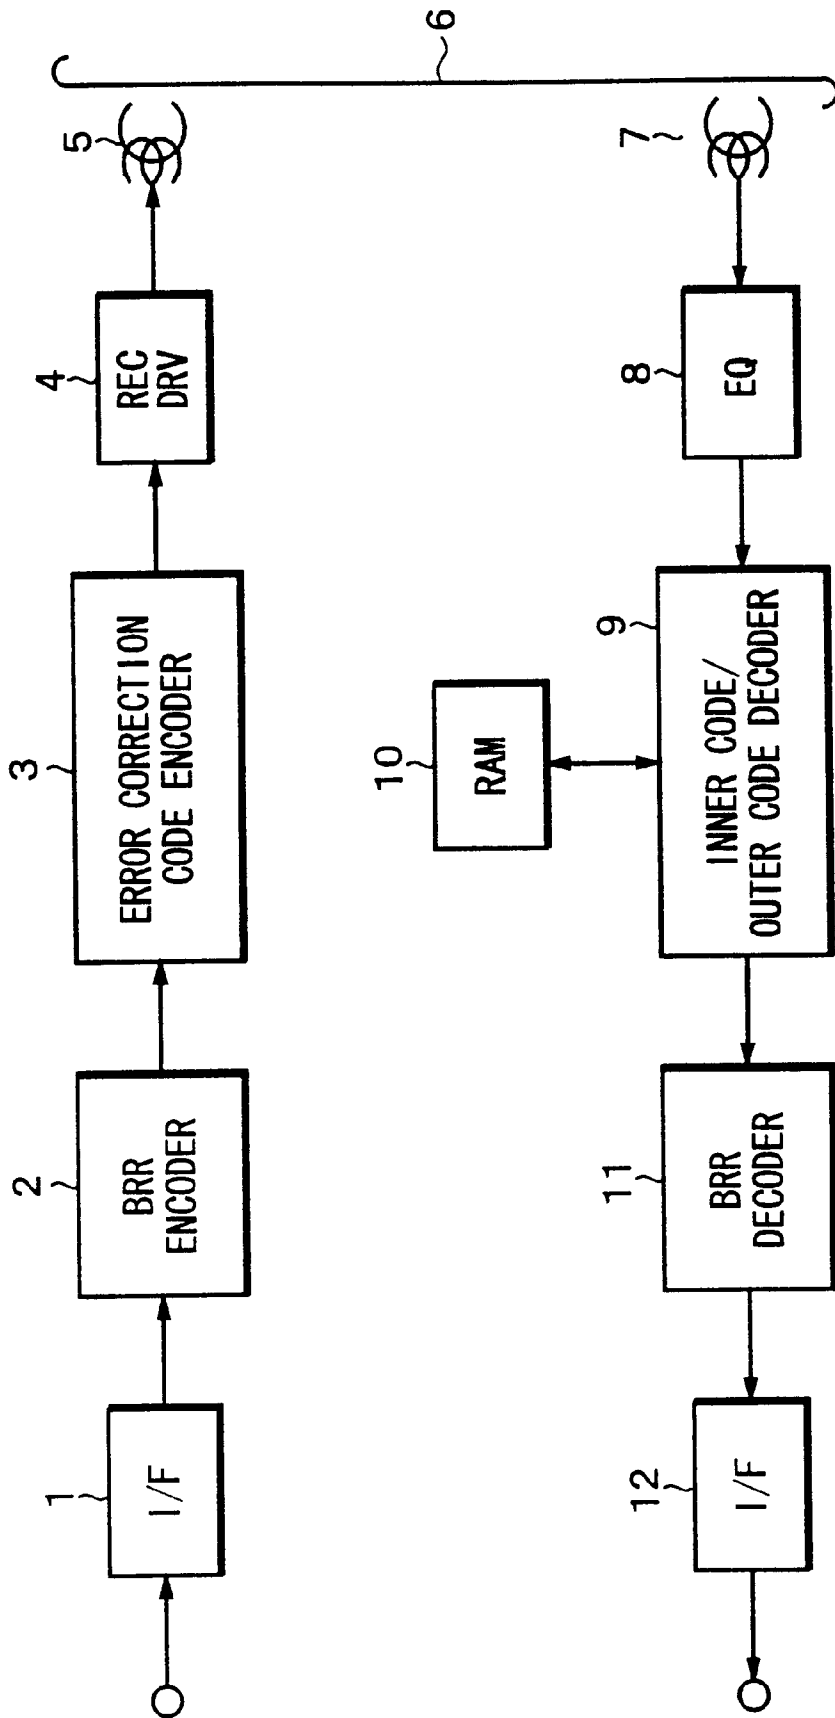 1
I/F
2
BRR
ENCODER
3
ERROR CORRECTION
CODE ENCODER
4
REC
DRV
5
6
7
8
EQ
9
INNER CODE/
OUTER CODE DECODER
10
RAM
11
BRR
DECODER
12
I/F